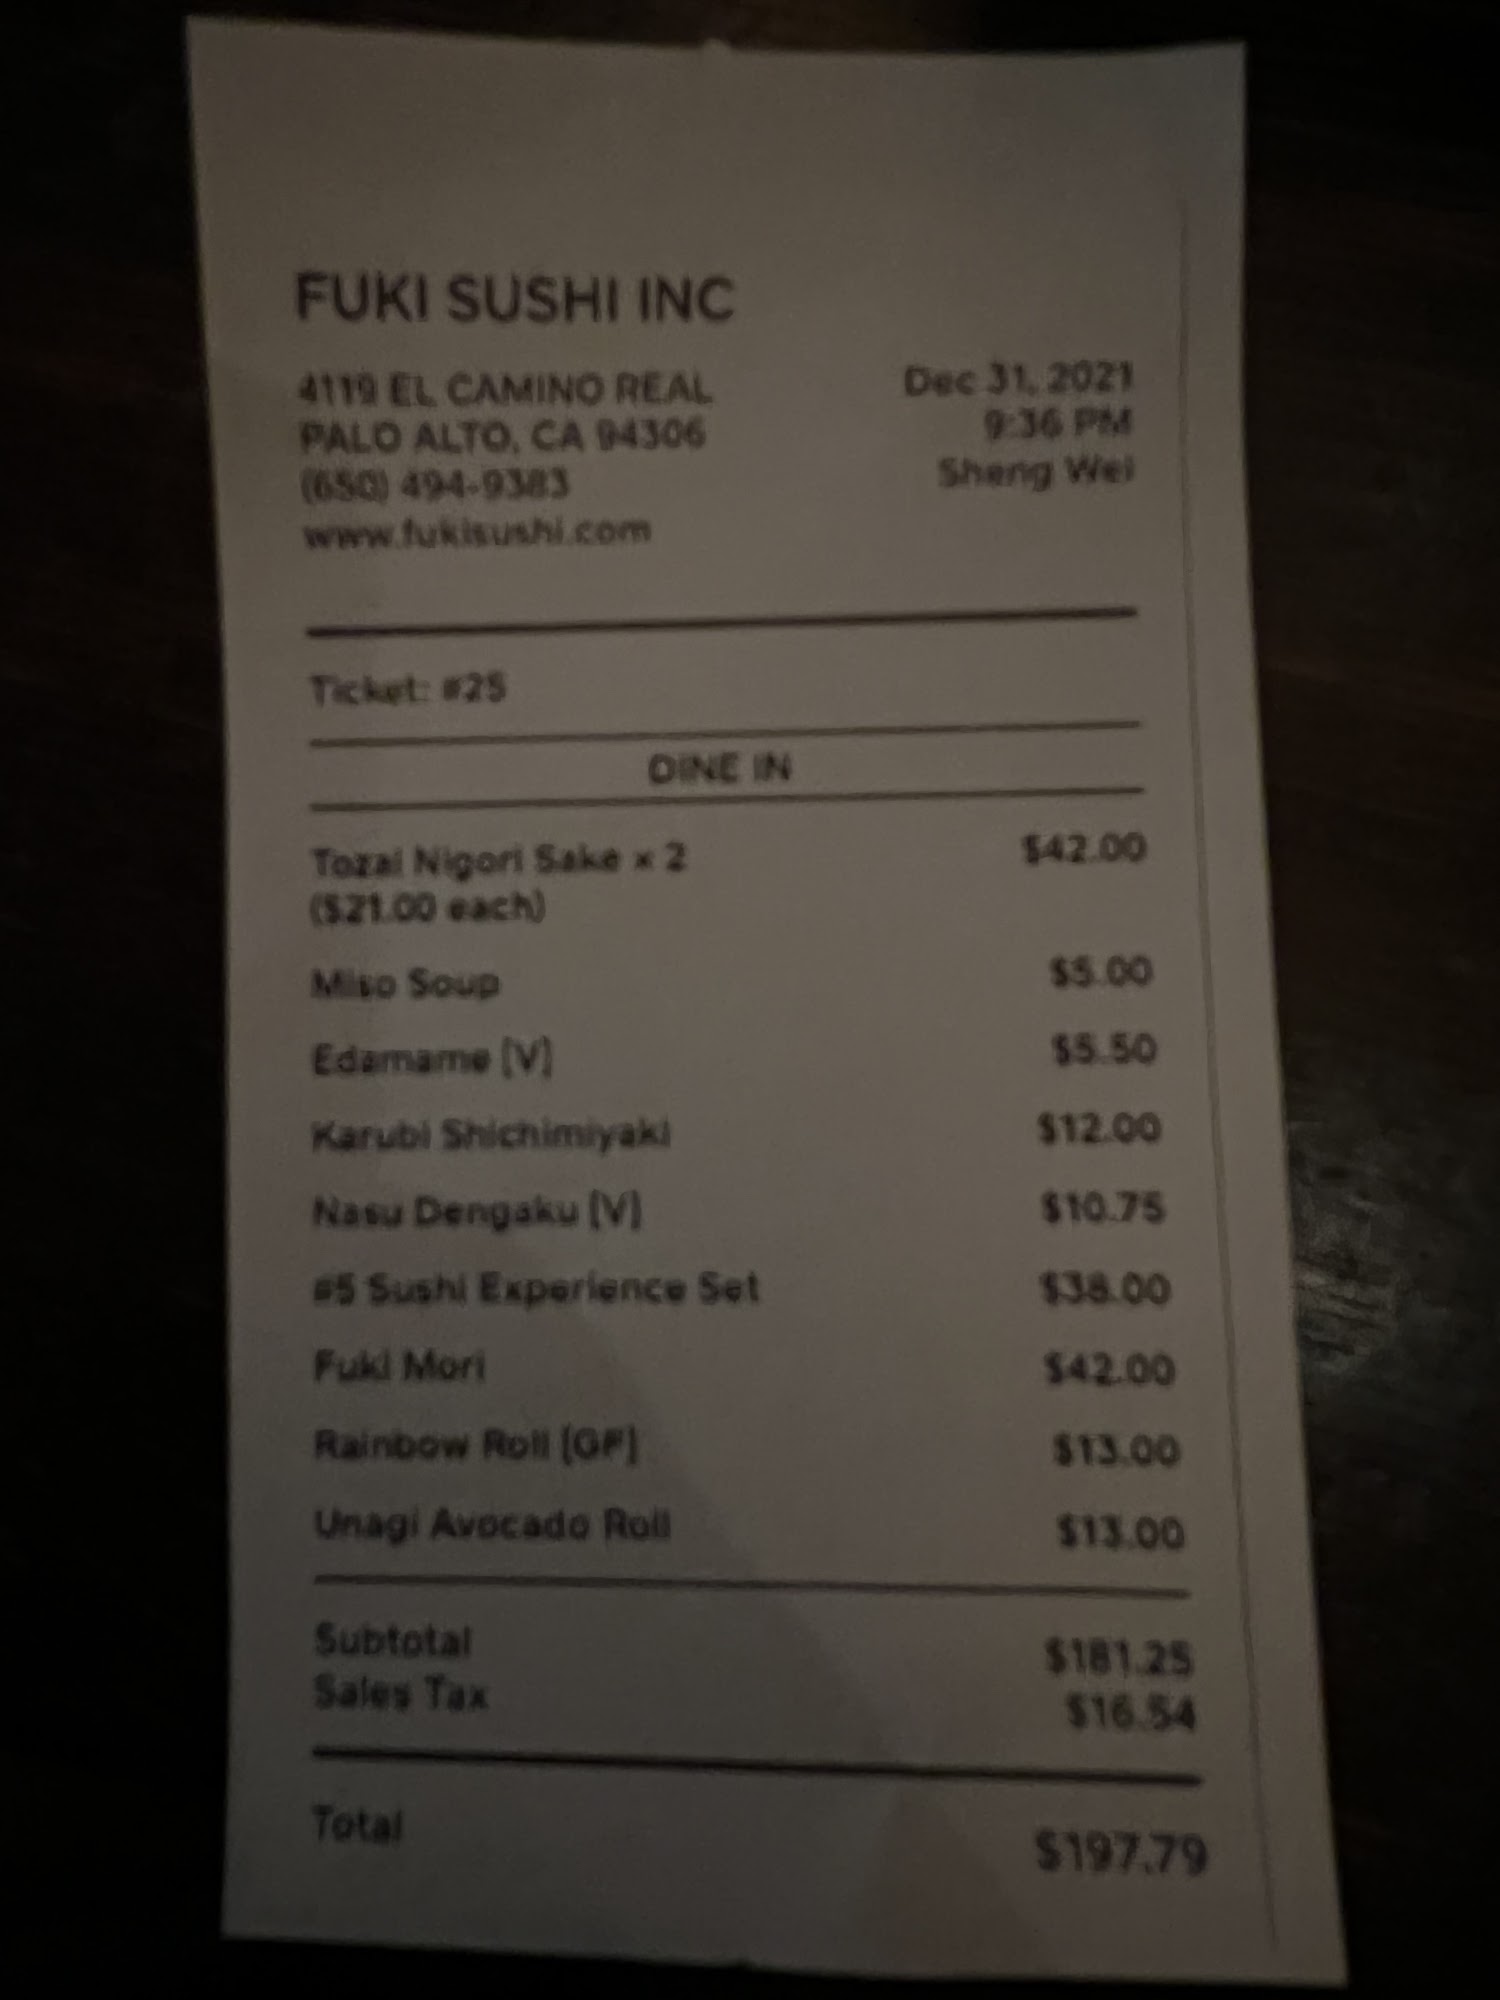 FUKI SUSHI INC
4119 EL CAMINO REAL
PALO ALTO, CA 94306
(650) 494-9383
www.fukisushi.com
Dec 31, 2021
9:36 PM
Sheng Wei
Ticket: #25
DINE IN
Tozai Nigori Sake x 2 $42.00
($21.00 each)
Miso Soup $5.00
Edamame [V] $5.50
Karubi Shichimiyaki $12.00
Nasu Dengaku [V] $10.75
#5 Sushi Experience Set $38.00
Fuki Mori $42.00
Rainbow Roll [GF] $13.00
Unagi Avocado Roll $13.00
Subtotal $181.25
Sales Tax $16.54
Total $197.79